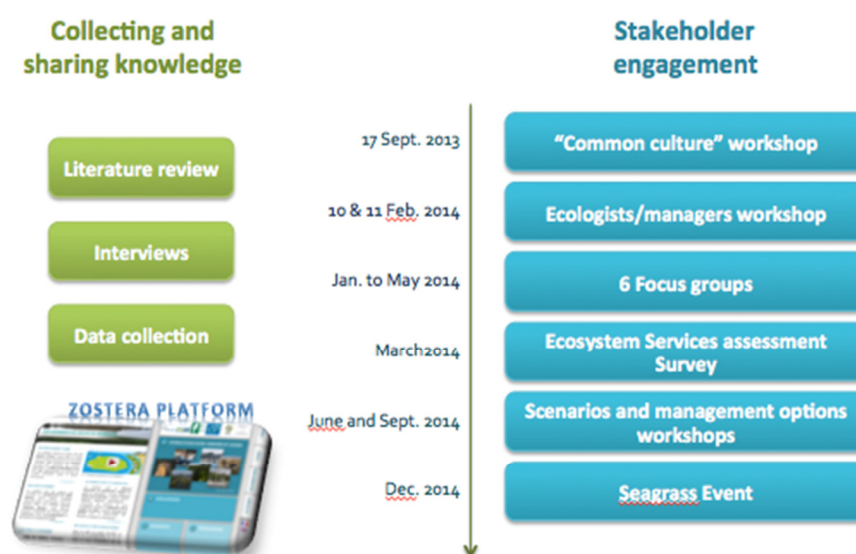 Collecting and
sharing knowledge
Literature review
Interviews
Data collection
ZOSTERA PLATFORM
Stakeholder
engagement
17 Sept. 2013
"Common culture" workshop
10 & 11 Feb. 2014
Ecologists/managers workshop
Jan. to May 2014
6 Focus groups
March2014
Ecosystem Services assessment
Survey
June and Sept. 2014
Scenarios and management options
workshops
Dec. 2014
Seagrass Event